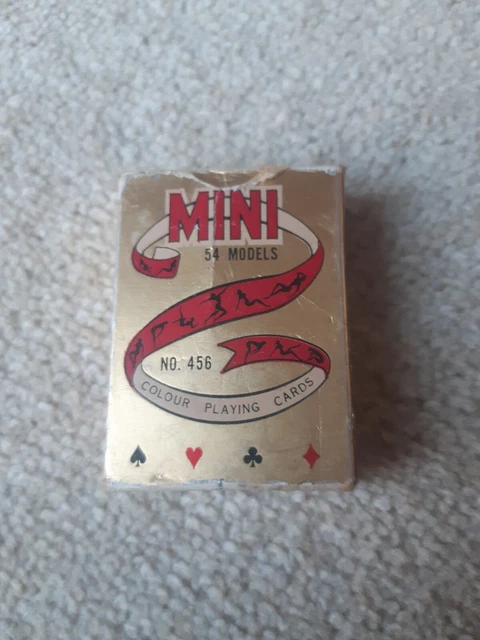 MINI
54 MODELS
NO. 456
COLOUR PLAYING CARDS